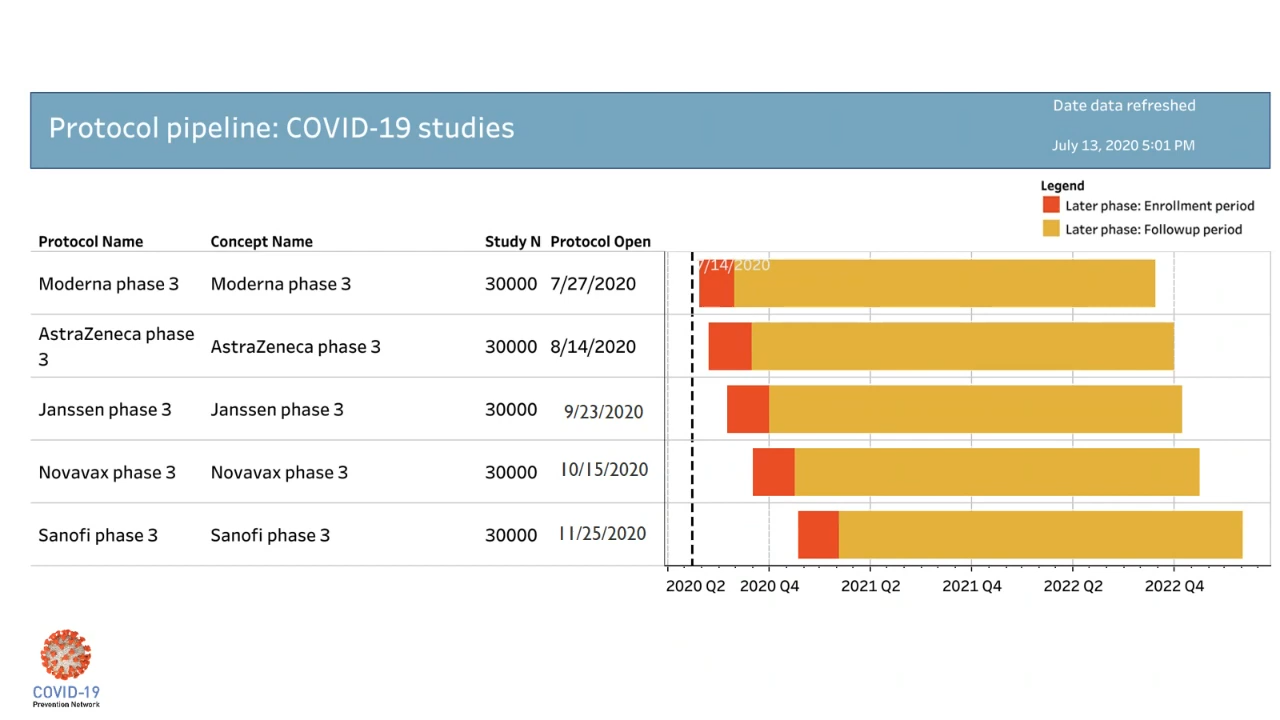 Date data refreshed
Protocol pipeline: COVID-19 studies
July 13, 2020 5:01 PM
Legend
Later phase: Enrollment period
Later phase: Followup period
Protocol Name Concept Name Study N Protocol Open
7/14/2020
Moderna phase 3 Moderna phase 3 30000 7/27/2020
AstraZeneca phase
3
AstraZeneca phase 3 30000 8/14/2020
Janssen phase 3 Janssen phase 3 30000 9/23/2020
Novavax phase 3 Novavax phase 3 30000 10/15/2020
Sanofi phase 3 Sanofi phase 3 30000 11/25/2020
2020 Q2 2020 Q4 2021 Q2 2021 Q4 2022 Q2 2022 Q4
COVID-19
Prevention Network